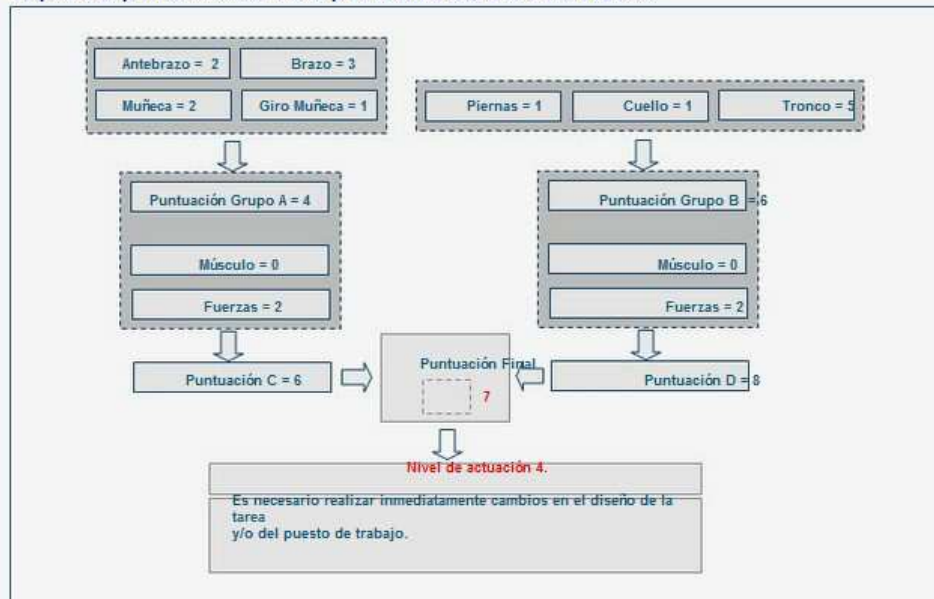 Antebrazo = 2
Brazo = 3
Muñeca = 2
Giro Muñeca = 1
Piernas = 1
Cuello = 1
Tronco = 5
Puntuación Grupo A = 4
Músculo = 0
Fuerzas = 2
Puntuación Grupo B = 6
Músculo = 0
Fuerzas = 2
Puntuación C = 6
Puntuación Final
7
Puntuación D = 8
Nivel de actuación 4.
Es necesario realizar inmediatamente cambios en el diseño de la
tarea
y/o del puesto de trabajo.